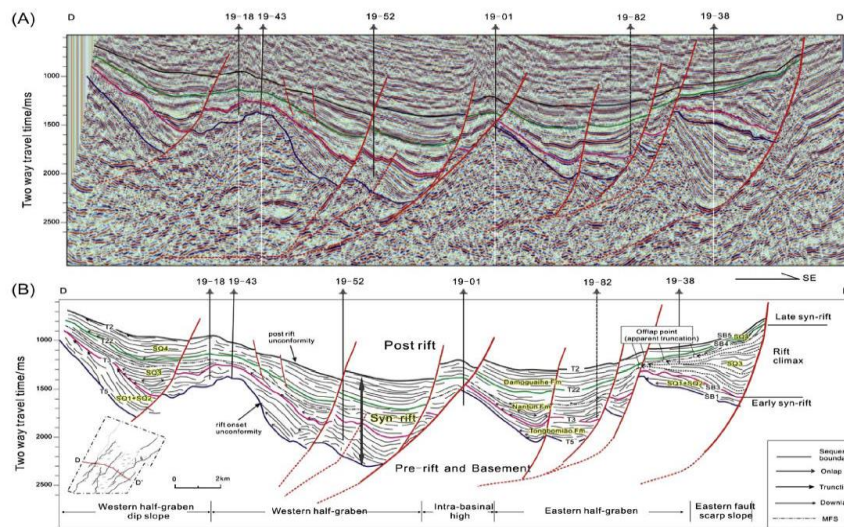 (A)
D 19-18 19-43 19-52 19-01 19-82 19-38 D
Two way travel time/ms
1000
1500
2000
2500
SE
(B)
D 19-18 19-43 19-52 19-01 19-82 19-38
Two way travel time/ms
1000
1500
2000
2500
T2
T22
T3
T5
SQ4
SQ3
SQ1+SQ2
post rift
unconformity
rift onset
unconformity
Post rift
Syn-rift
Pre-rift and Basement
T2
Damoguaihe Fm.
T22
Nantun Fm.
T3
Tongbomiao Fm.
T5
Offlap point
(apparent truncation)
SB5
SB4
SQ3
SQ1+SQ2
SB3
SB1
Late syn-rift
Rift
climax
Early syn-rift
D
D'
0 2km
Western half-graben
dip slope
Western half-graben
Intra-basinal
high
Eastern half-graben
Eastern fault
scarp slope
Sequen
bounda
Onlap
Trunctio
Downla
MFS